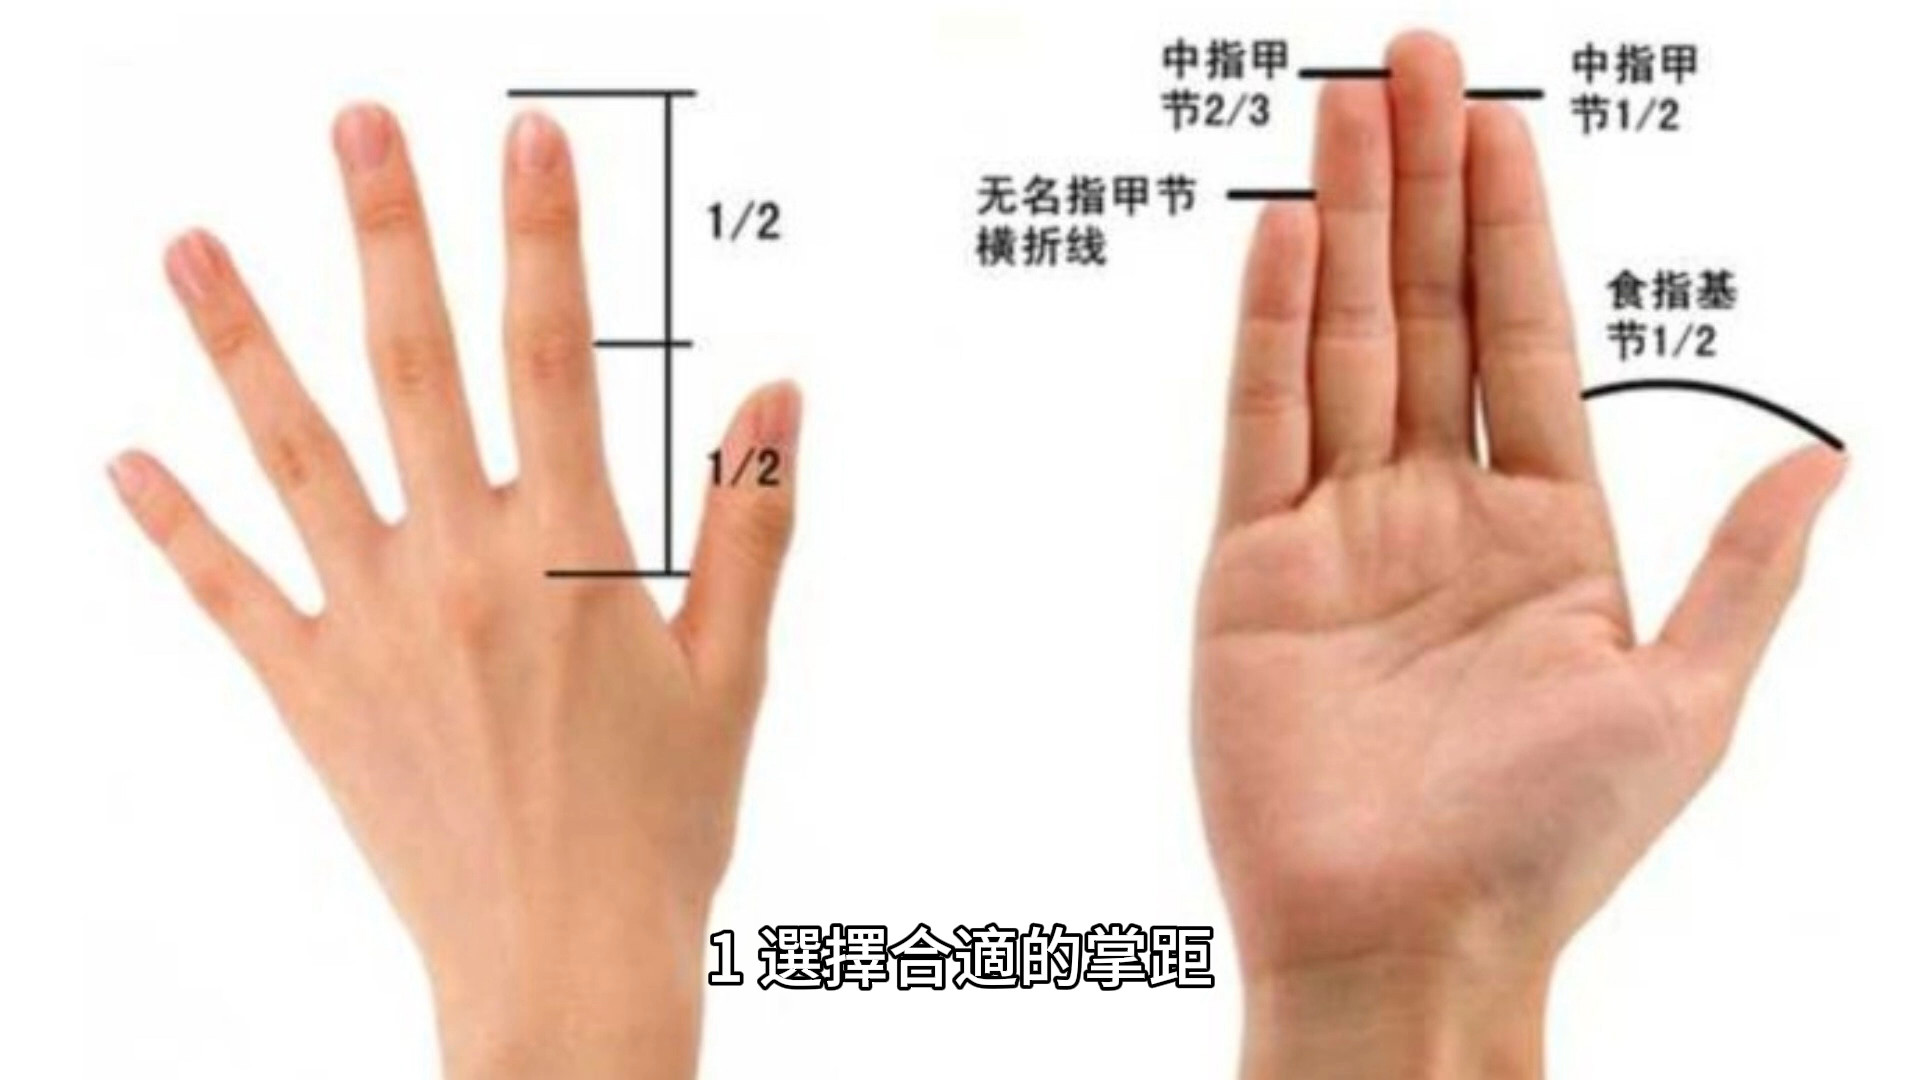 1/2
1/2
中指甲
节2/3
中指甲
节1/2
无名指甲节
横折线
食指基
节1/2
1 選擇合適的掌距